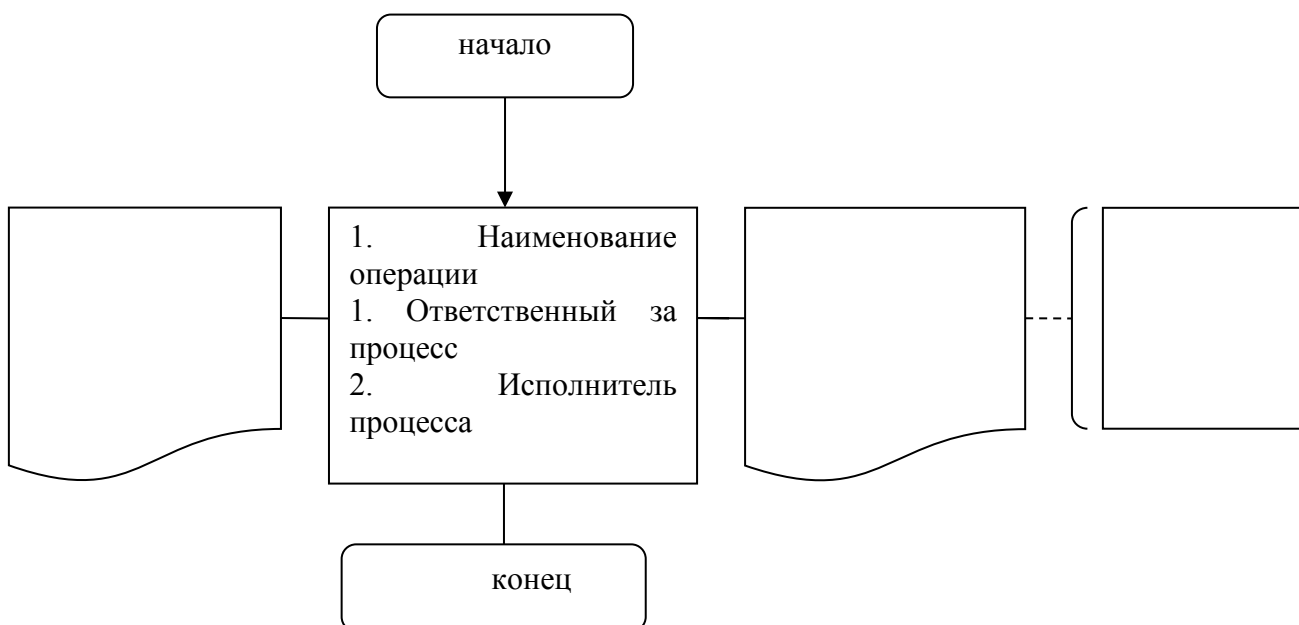 начало
1. Наименование
операции
1. Ответственный за
процесс
2. Исполнитель
процесса
конец